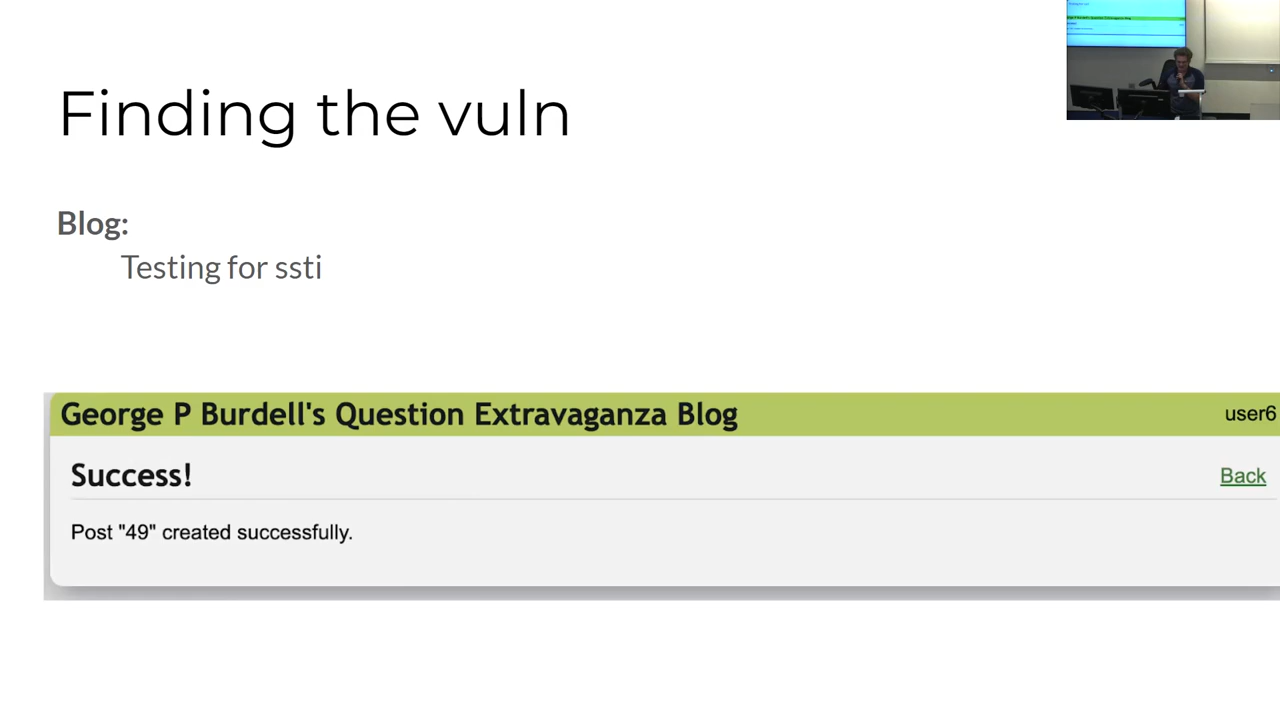 Finding the vuln
Blog:
Testing for ssti
George P Burdell's Question Extravaganza Blog
user6
Success!
Back
Post "49" created successfully.